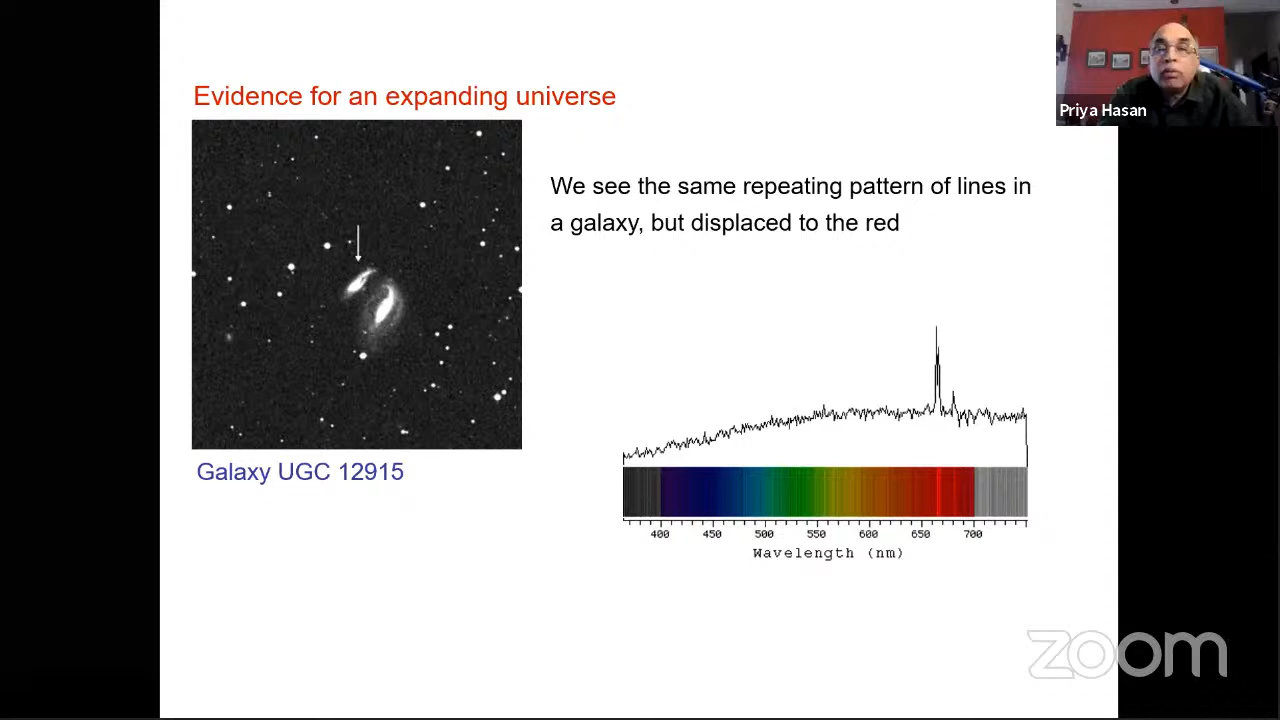 Evidence for an expanding universe
Priya Hasan
We see the same repeating pattern of lines in
a galaxy, but displaced to the red
Galaxy UGC 12915
400 450 500 550 600 650 700
Wavelength (nm)
zoom